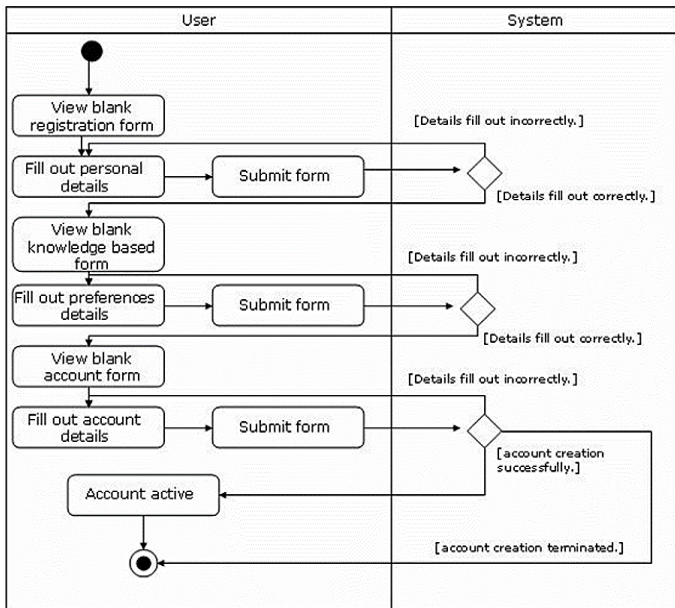 User
System
View blank
registration form
[Details fill out incorrectly.]
Fill out personal
details
Submit form
[Details fill out correctly.]
View blank
knowledge based
form
[Details fill out incorrectly.]
Fill out preferences
details
Submit form
[Details fill out correctly.]
View blank
account form
[Details fill out incorrectly.]
Fill out account
details
Submit form
[account creation
successfully.]
Account active
[account creation terminated.]